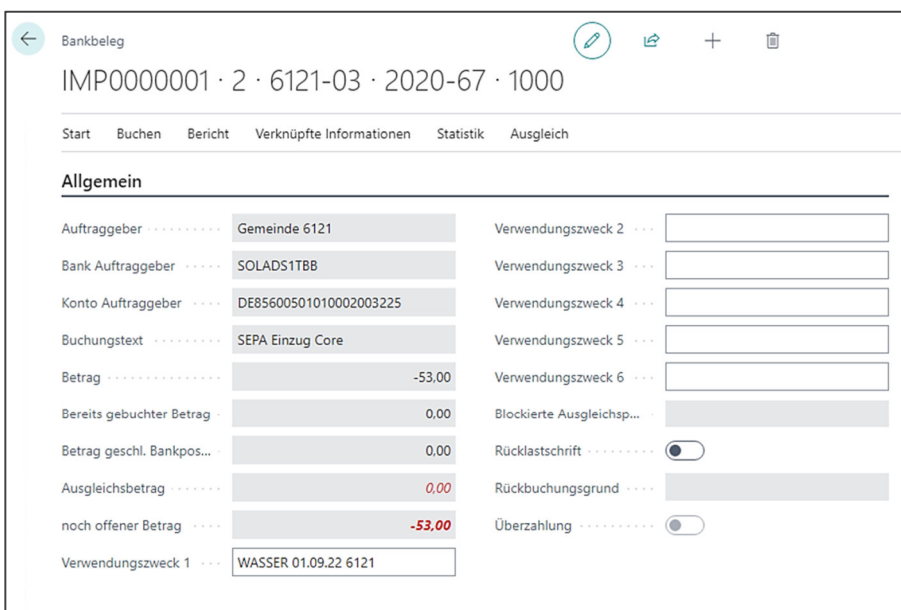 Bankbeleg
IMP0000001 · 2 · 6121-03 · 2020-67 · 1000
Start Buchen Bericht Verknüpfte Informationen Statistik Ausgleich
Allgemein
Auftraggeber Gemeinde 6121
Bank Auftraggeber SOLADS1TBB
Konto Auftraggeber DE85600501010002003225
Buchungstext SEPA Einzug Core
Betrag -53,00
Bereits gebuchter Betrag 0,00
Betrag geschl. Bankpos... 0,00
Ausgleichsbetrag 0,00
noch offener Betrag -53,00
Verwendungszweck 1 WASSER 01.09.22 6121
Verwendungszweck 2
Verwendungszweck 3
Verwendungszweck 4
Verwendungszweck 5
Verwendungszweck 6
Blockierte Ausgleichsp...
Rücklastschrift
Rückbuchungsgrund
Überzahlung